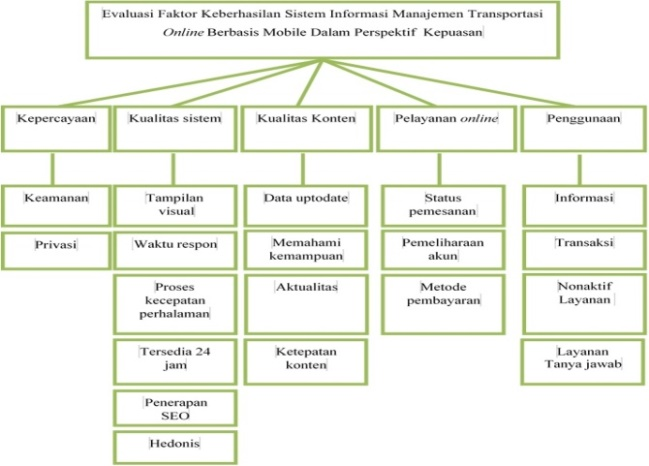 Evaluasi Faktor Keberhasilan Sistem Informasi Manajemen Transportasi
Online Berbasis Mobile Dalam Perspektif Kepuasan
Kepercayaan
Kualitas sistem
Kualitas Konten
Pelayanan online
Penggunaan
Keamanan
Privasi
Tampilan
visual
Waktu respon
Proses
kecepatan
perhalaman
Tersedia 24
jam
Penerapan
SEO
Hedonis
Data uptodate
Memahami
kemampuan
Aktualitas
Ketepatan
konten
Status
pemesanan
Pemeliharaan
akun
Metode
pembayaran
Informasi
Transaksi
Nonaktif
Layanan
Layanan
Tanya jawab